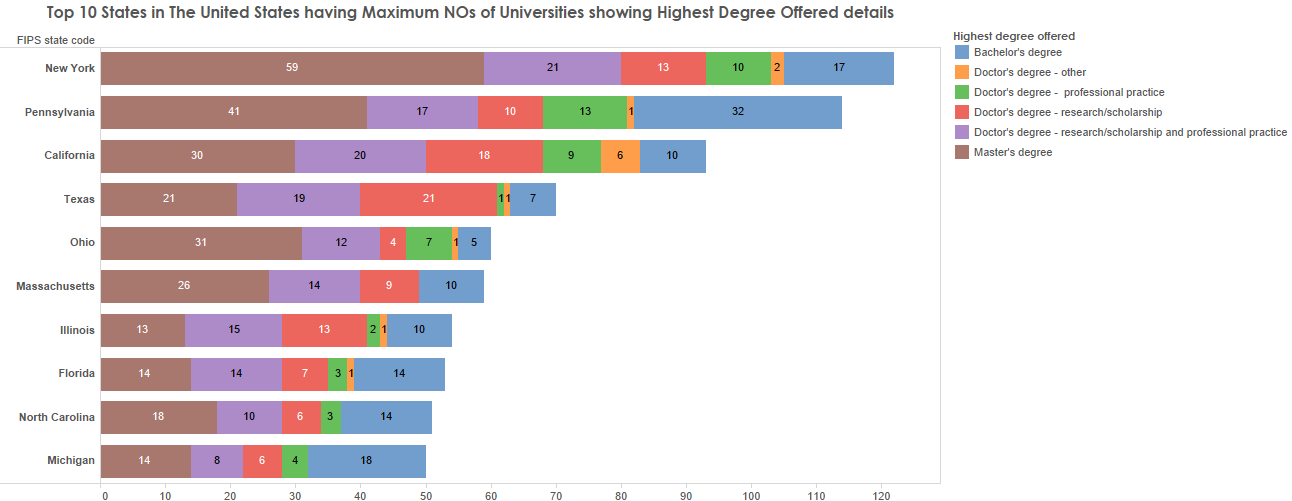 Top 10 States in The United States having Maximum NOs of Universities showing Highest Degree Offered details
FIPS state code
New York 59 21 13 10 2 17
Pennsylvania 41 17 10 13 1 32
California 30 20 18 9 6 10
Texas 21 19 21 1 1 7
Ohio 31 12 4 7 1 5
Massachusetts 26 14 9 10
Illinois 13 15 13 2 1 10
Florida 14 14 7 3 1 14
North Carolina 18 10 6 3 14
Michigan 14 8 6 4 18
0 10 20 30 40 50 60 70 80 90 100 110 120
Highest degree offered
Bachelor's degree
Doctor's degree - other
Doctor's degree -  professional practice
Doctor's degree - research/scholarship
Doctor's degree - research/scholarship and professional practice
Master's degree